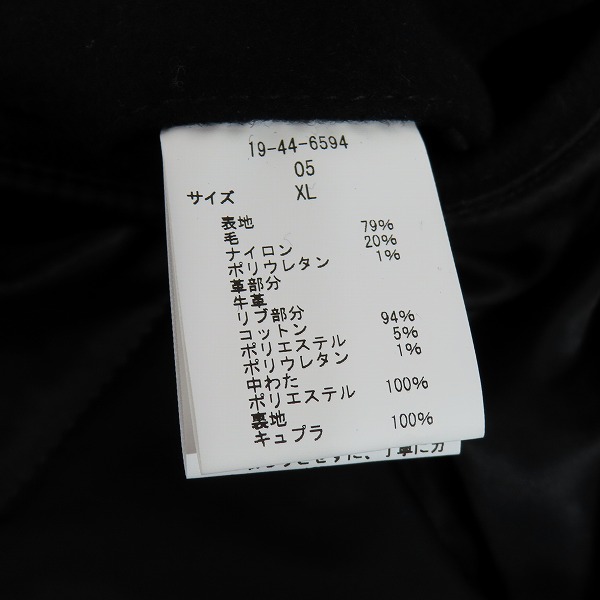 19-44-6594
05
サイズ XL
表地
毛 79%
ナイロン 20%
ポリウレタン 1%
革部分
牛革
リブ部分
コットン 94%
ポリエステル 5%
ポリウレタン 1%
中わた
ポリエステル 100%
裏地
キュプラ 100%